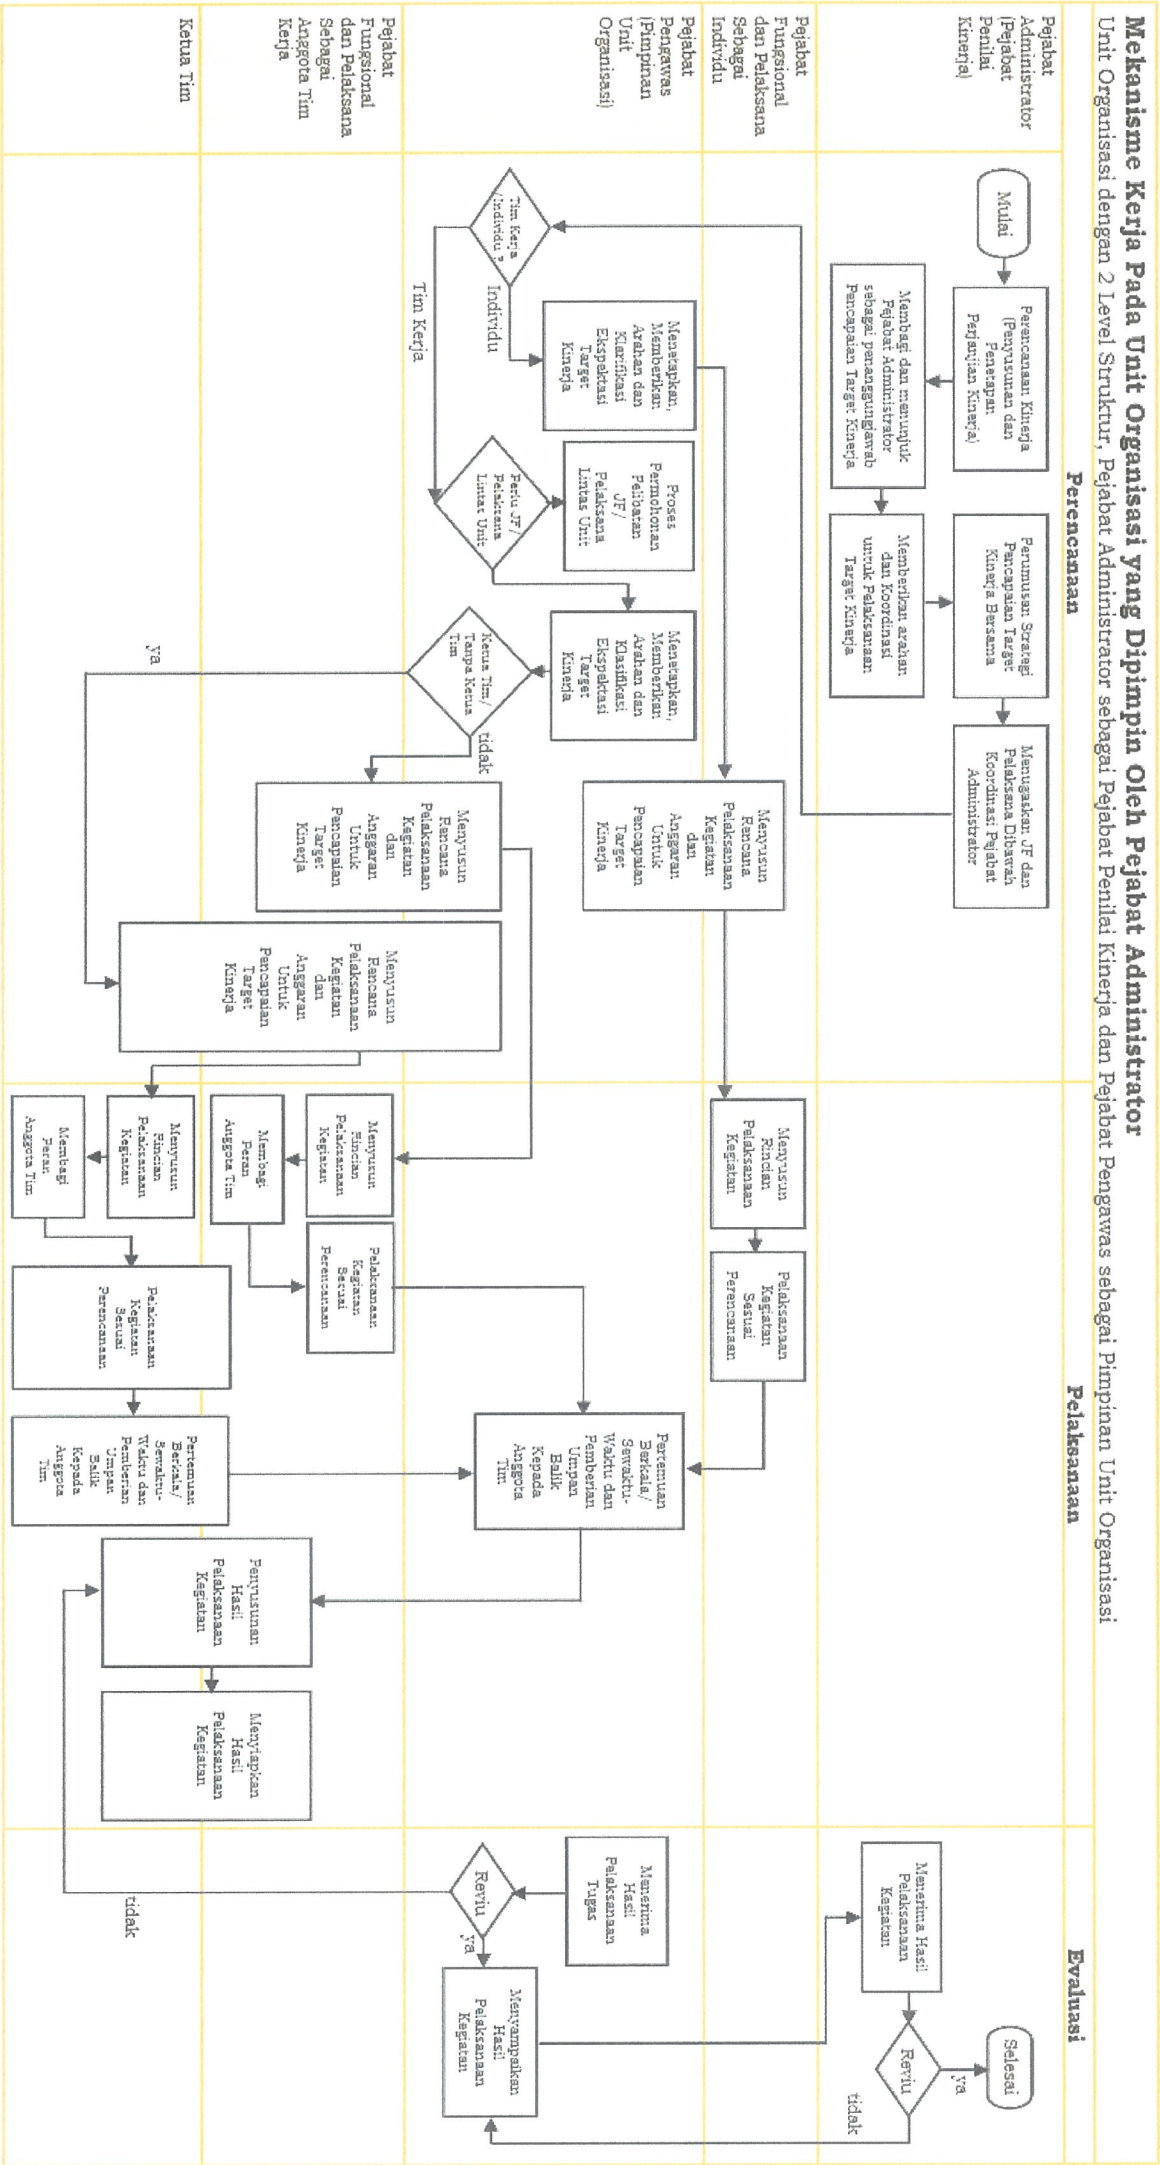 Mekanisme Kerja Pada Unit Organisasi yang Dipimpin Oleh Pejabat Administrator
Unit Organisasi dengan 2 Level Struktur, Pejabat Administrator sebagai Pejabat Penilai Kinerja dan Pejabat Pengawas sebagai Pimpinan Unit Organisasi
Perencanaan
Pelaksanaan
Evaluasi
Pejabat
Administrator
(Pejabat
Penilai
Kinerja)
Mulai
Perencanaan Kinerja
(Penyusunan dan
Penetapan
Perjanjian Kinerja)
Membagi dan menunjuk
Pejabat Administrator
sebagai penanggungjawab
Pencapaian Target Kinerja
Memberikan arahan
dan Koordinasi
untuk Pelaksanaan
Target Kinerja
Perumusan Strategi
Pencapaian Target
Kinerja Bersama
Menugaskan JF dan
Pelaksana Dibawah
Koordinasi Pejabat
Administrator
Menerima Hasil
Pelaksanaan
Kegiatan
Reviu
ya
tidak
Selesai
Pejabat
Fungsional
dan Pelaksana
Sebagai
Individu
Menyusun
Rencana
Pelaksanaan
Kegiatan
dan
Anggaran
Untuk
Pencapaian
Target
Kinerja
Menyusun
Rincian
Pelaksanaan
Kegiatan
Pelaksanaan
Kegiatan
Sesuai
Perencanaan
Pejabat
Pengawas
(Pimpinan
Unit
Organisasi)
Tim Kerja
/Individu ?
Individu
Tim Kerja
Menetapkan,
Memberikan
Arahan dan
Klarifikasi
Ekspektasi
Target
Kinerja
Perlu JF/
Pelaksana
Lintas Unit
Proses
Permohonan
Pelibatan
JF/
Pelaksana
Lintas Unit
Menetapkan,
Memberikan
Arahan dan
Klasifikasi
Ekspektasi
Target
Kinerja
Ketua Tim/
Tanpa Ketua
Tim
tidak
ya
Pertemuan
Berkala/
Sewaktu-
Waktu dan
Pemberian
Umpan
Balik
Kepada
Anggota
Tim
Menerima
Hasil
Pelaksanaan
Tugas
Reviu
ya
tidak
Menyampaikan
Hasil
Pelaksanaan
Kegiatan
Pejabat
Fungsional
dan Pelaksana
Sebagai
Anggota Tim
Kerja
Menyusun
Rencana
Pelaksanaan
Kegiatan
dan
Anggaran
Untuk
Pencapaian
Target
Kinerja
Menyusun
Rencana
Pelaksanaan
Kegiatan
dan
Anggaran
Untuk
Pencapaian
Target
Kinerja
Menyusun
Rincian
Pelaksanaan
Kegiatan
Membagi
Peran
Anggota Tim
Pelaksanaan
Kegiatan
Sesuai
Perencanaan
Penyusunan
Hasil
Pelaksanaan
Kegiatan
Menyiapkan
Hasil
Pelaksanaan
Kegiatan
Ketua Tim
Menyusun
Rincian
Pelaksanaan
Kegiatan
Membagi
Peran
Anggota Tim
Pelaksanaan
Kegiatan
Sesuai
Perencanaan
Pertemuan
Berkala/
Sewaktu-
Waktu dan
Pemberian
Umpan
Balik
Kepada
Anggota
Tim